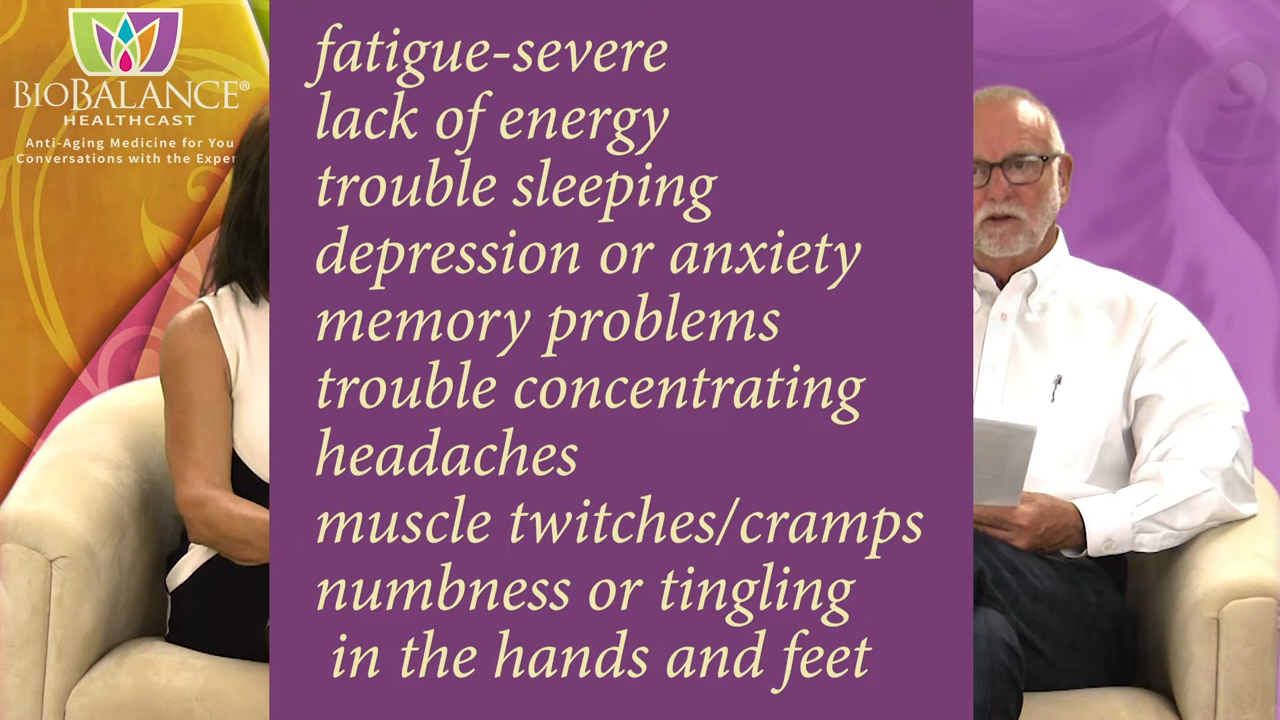 BIOBALANCE®
HEALTHCAST
Anti-Aging Medicine for You
Conversations with the Exper
fatigue-severe
lack of energy
trouble sleeping
depression or anxiety
memory problems
trouble concentrating
headaches
muscle twitches/cramps
numbness or tingling
in the hands and feet